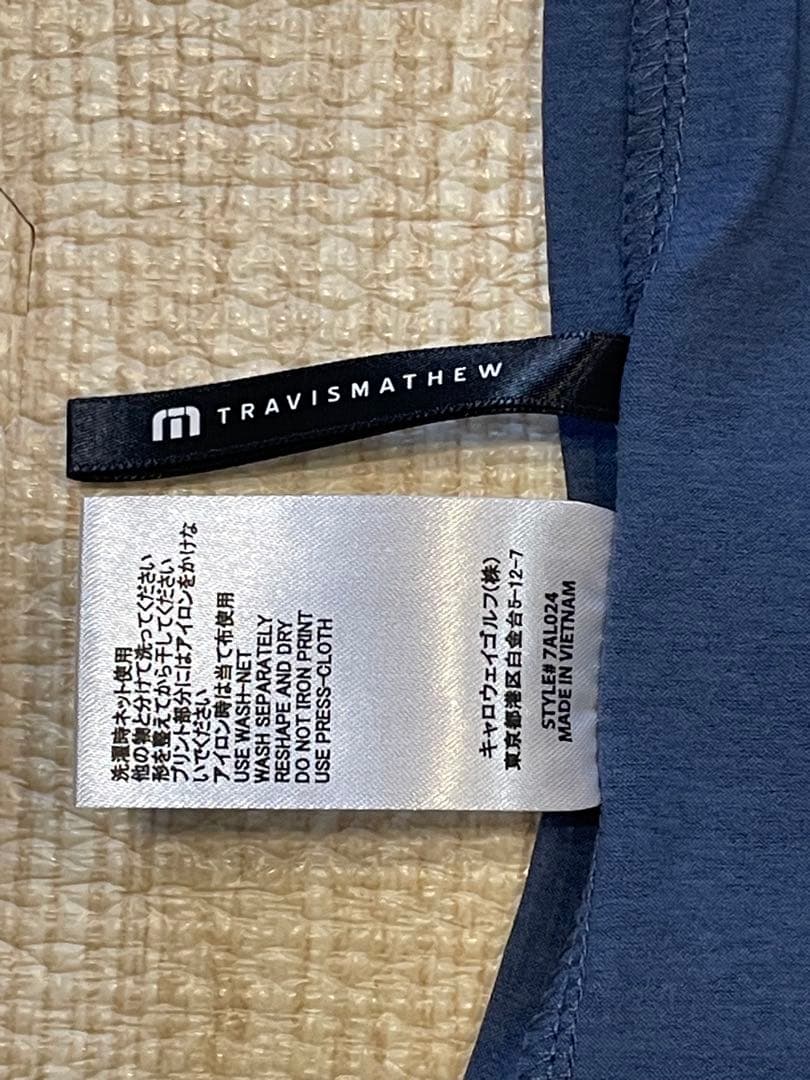 TRAVISMATHEW
洗濯時ネット使用
他の物と分けて洗ってください
形を整えてから干してください
プリント部分にはアイロンをかけな
いでください
アイロン時は当て布使用
USE WASH-NET
WASH SEPARATELY
RESHAPE AND DRY
DO NOT IRON PRINT
USE PRESS-CLOTH
キャロウェイゴルフ(株)
東京都港区白金台5-12-7
STYLE# 7AL024
MADE IN VIETNAM